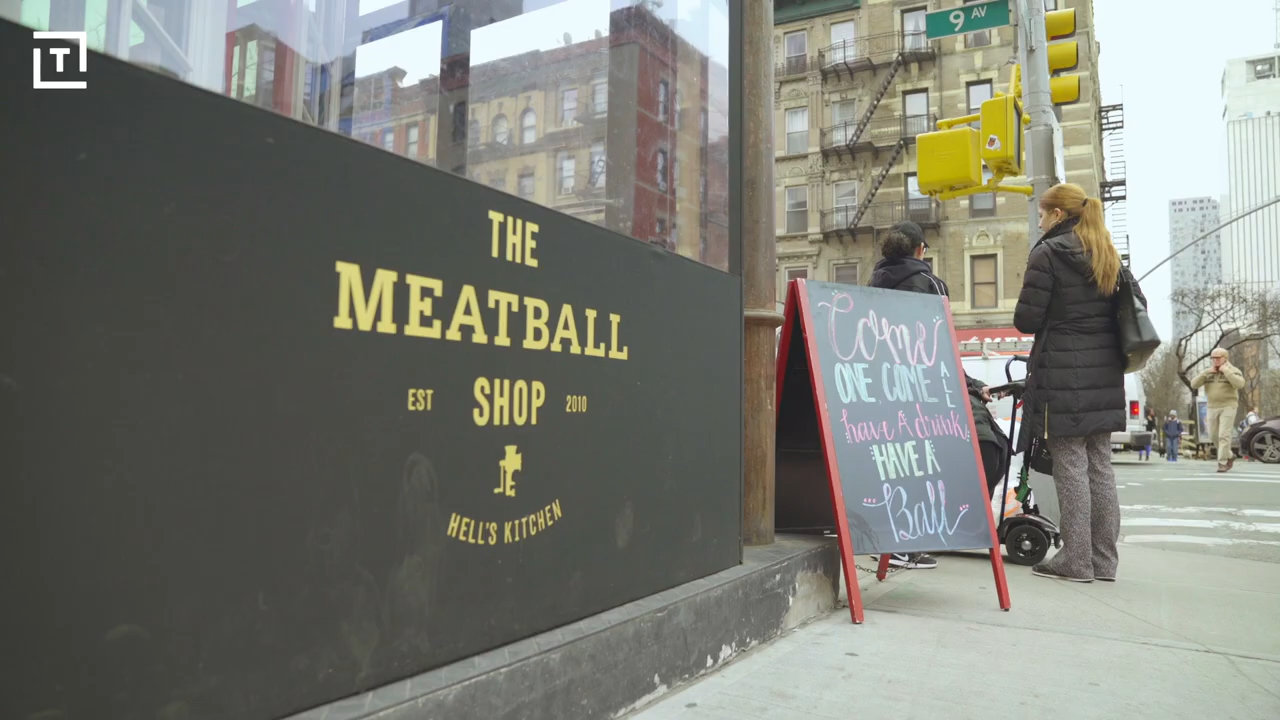 T
THE
MEATBALL
EST SHOP 2010
HELL'S KITCHEN
9 AV
Come
ONE, COME ALL
have A drink
HAVE A
Ball